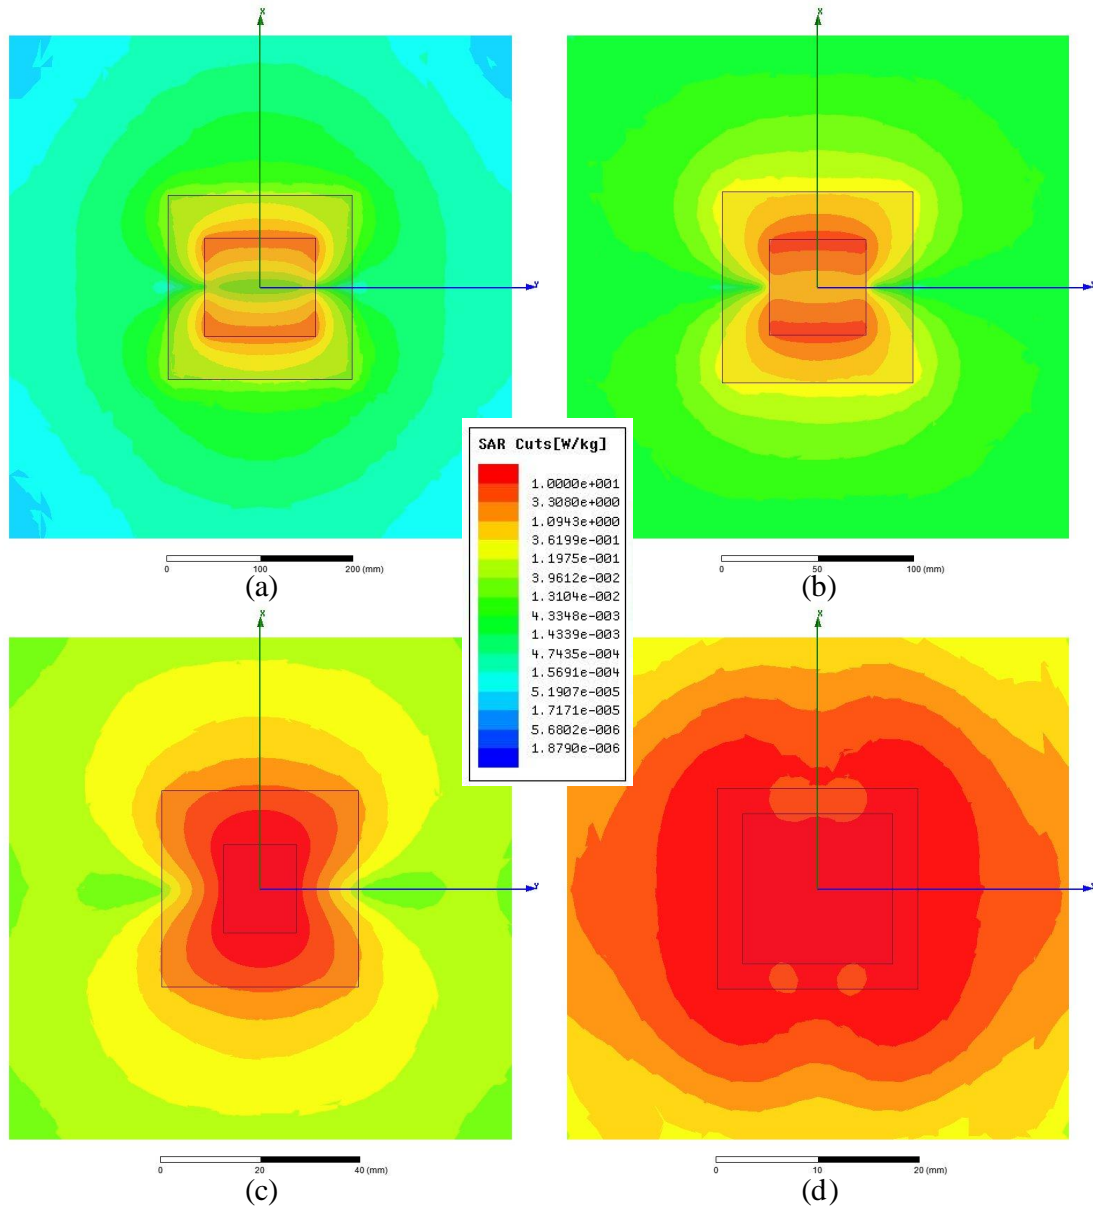 X
Y
X
Y
0
100
200 (mm)
(a)
0
50
100 (mm)
(b)
SAR Cuts[W/kg]
1.0000e+001
3.3080e+000
1.0943e+000
3.6199e-001
1.1975e-001
3.9612e-002
1.3104e-002
4.3348e-003
1.4339e-003
4.7435e-004
1.5691e-004
5.1907e-005
1.7171e-005
5.6802e-006
1.8790e-006
X
Y
X
0
20
40 (mm)
(c)
0
10
20 (mm)
(d)